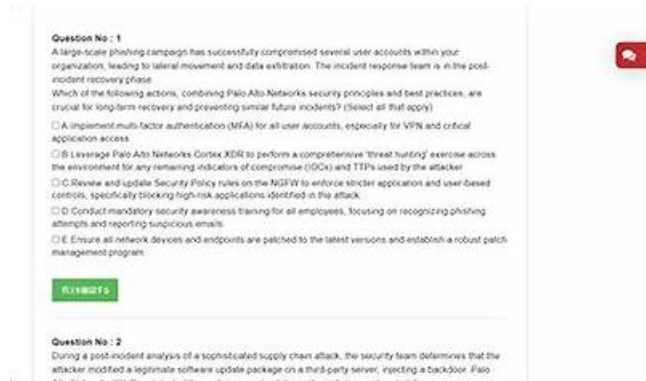 Question No : 1
A large-scale phishing campaign has successfully compromised several user accounts within your
organization, leading to lateral movement and data exfiltration. The incident response team is in the post-
incident recovery phase
Which of the following actions, combining Palo Alto Networks security principles and best practices, are
crucial for long-term recovery and preventing similar future incidents? (Select all that apply)
A. Implement multi-factor authentication (MFA) for all user accounts, especially for VPN and critical
application access
B. Leverage Palo Alto Networks Cortex XDR to perform a comprehensive 'threat hunting' exercise across
the environment for any remaining indicators of compromise (IOCs) and TTPs used by the attacker
C. Review and update Security Policy rules on the NGFW to enforce stricter application and user-based
controls, specifically blocking high-risk applications identified in the attack.
D. Conduct mandatory security awareness training for all employees, focusing on recognizing phishing
attempts and reporting suspicious emails.
E. Ensure all network devices and endpoints are patched to the latest versions and establish a robust patch
management program.
Question No : 2
During a post-incident analysis of a sophisticated supply chain attack, the security team determines that the
attacker modified a legitimate software update package on a third-party server, injecting a backdoor. Palo